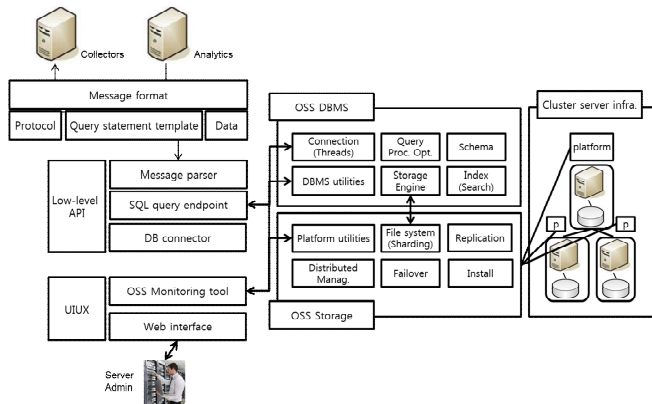 Collectors
Analytics
Message format
Protocol
Query statement template
Data
Low-level
API
Message parser
SQL query endpoint
DB connector
UIUX
OSS Monitoring tool
Web interface
Server
Admin
OSS DBMS
Connection
(Threads)
Query
Proc. Opt.
Schema
DBMS utilities
Storage
Engine
Index
(Search)
Platform utilities
File system
(Sharding)
Replication
Distributed
Manag.
Failover
Install
OSS Storage
Cluster server infra.
platform
p
p